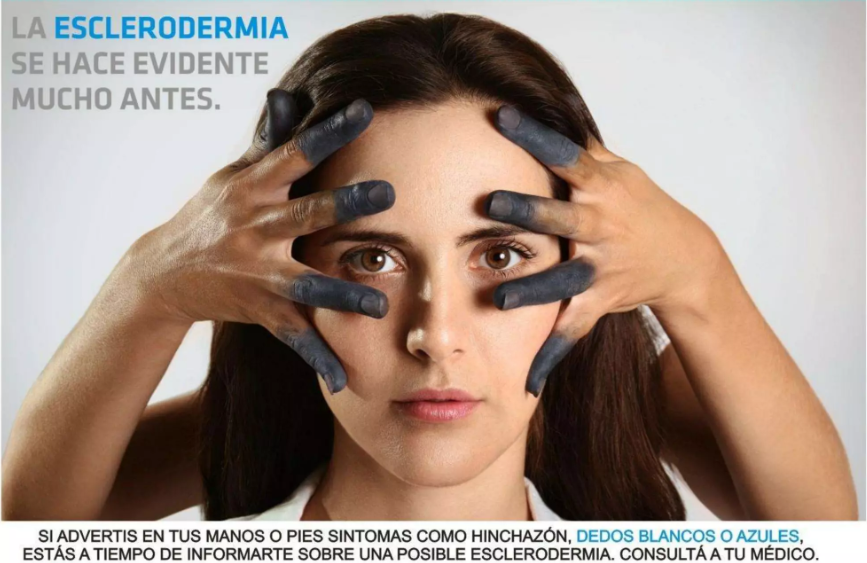 LA ESCLERODERMIA
SE HACE EVIDENTE
MUCHO ANTES.
SI ADVERTIS EN TUS MANOS O PIES SINTOMAS COMO HINCHAZÓN, DEDOS BLANCOS O AZULES,
ESTÁS A TIEMPO DE INFORMARTE SOBRE UNA POSIBLE ESCLERODERMIA. CONSULTÁ A TU MÉDICO.